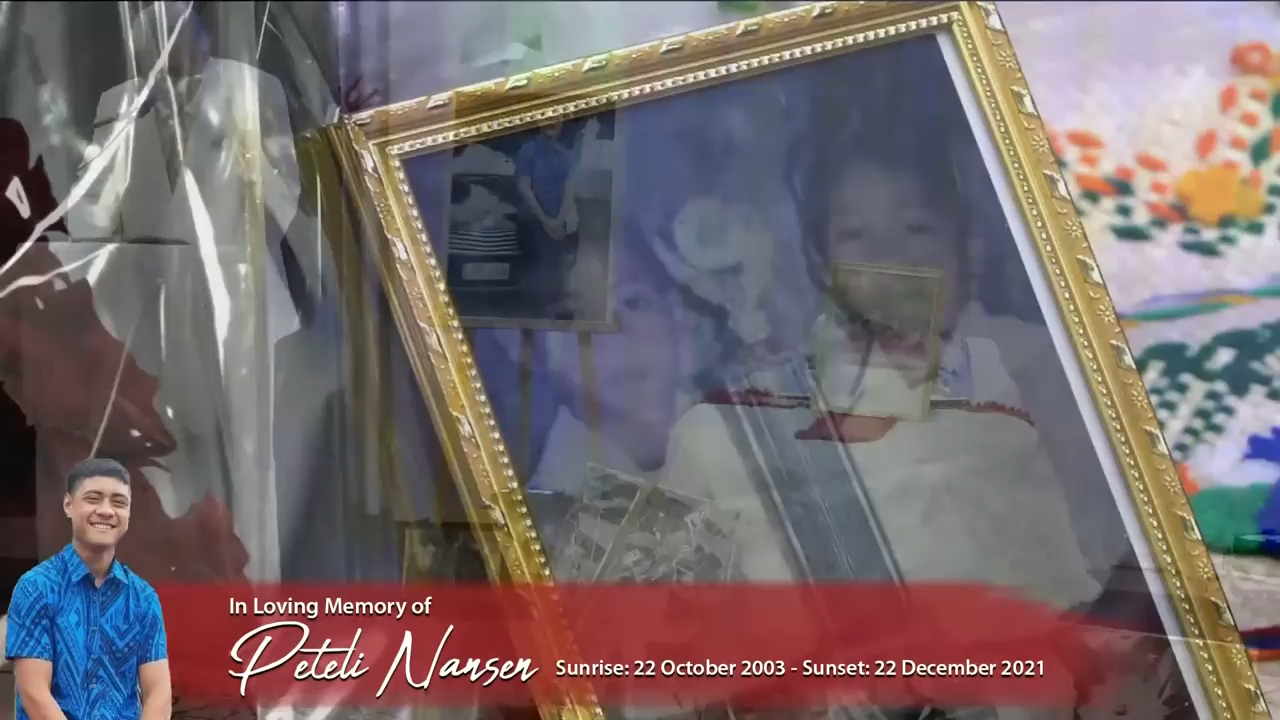 In Loving Memory of
Peteli Nansen Sunrise: 22 October 2003 - Sunset: 22 December 2021